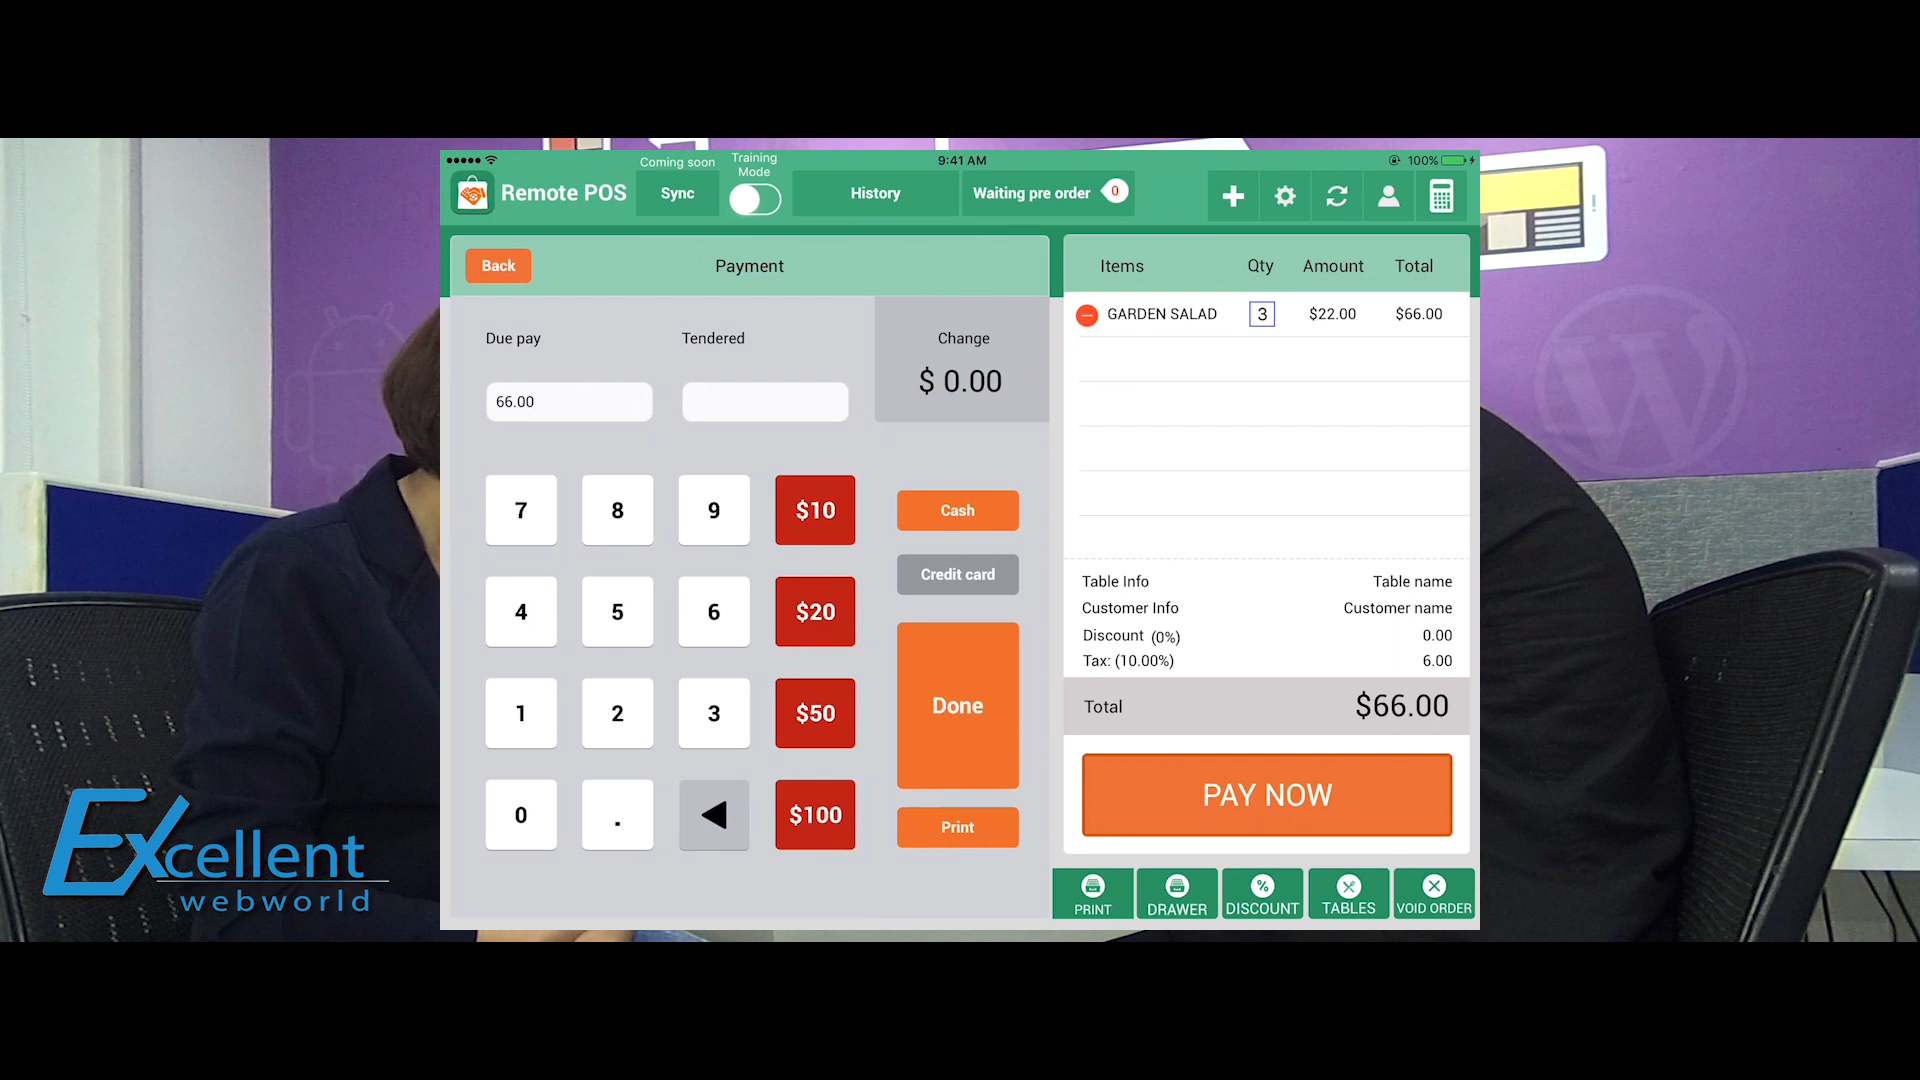 9:41 AM
100%
Remote POS
Coming soon
Sync
Training
Mode
History
Waiting pre order
0
Back
Payment
Due pay
Tendered
Change
66.00
$ 0.00
7
8
9
$10
Cash
Credit card
4
5
6
$20
1
2
3
$50
Done
0
.
$100
Print
Items Qty Amount Total
GARDEN SALAD 3 $22.00 $66.00
Table Info Table name
Customer Info Customer name
Discount (0%) 0.00
Tax: (10.00%) 6.00
Total $66.00
PAY NOW
PRINT
DRAWER
%
DISCOUNT
TABLES
VOID ORDER
Excellent
webworld
W